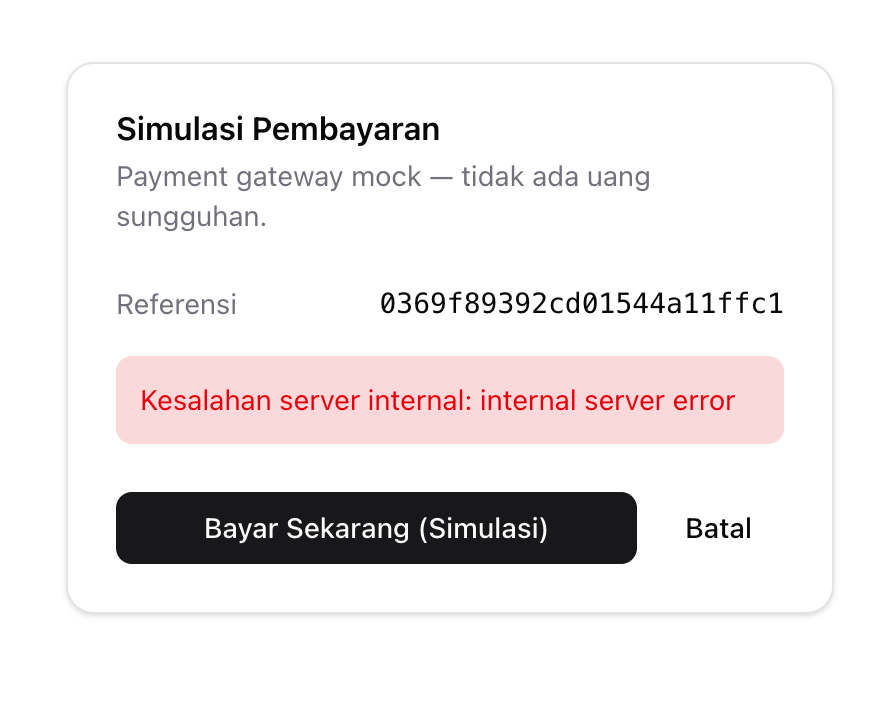 Simulasi Pembayaran
Payment gateway mock — tidak ada uang
sungguhan.
Referensi 0369f89392cd01544a11ffc1
Kesalahan server internal: internal server error
Bayar Sekarang (Simulasi) Batal